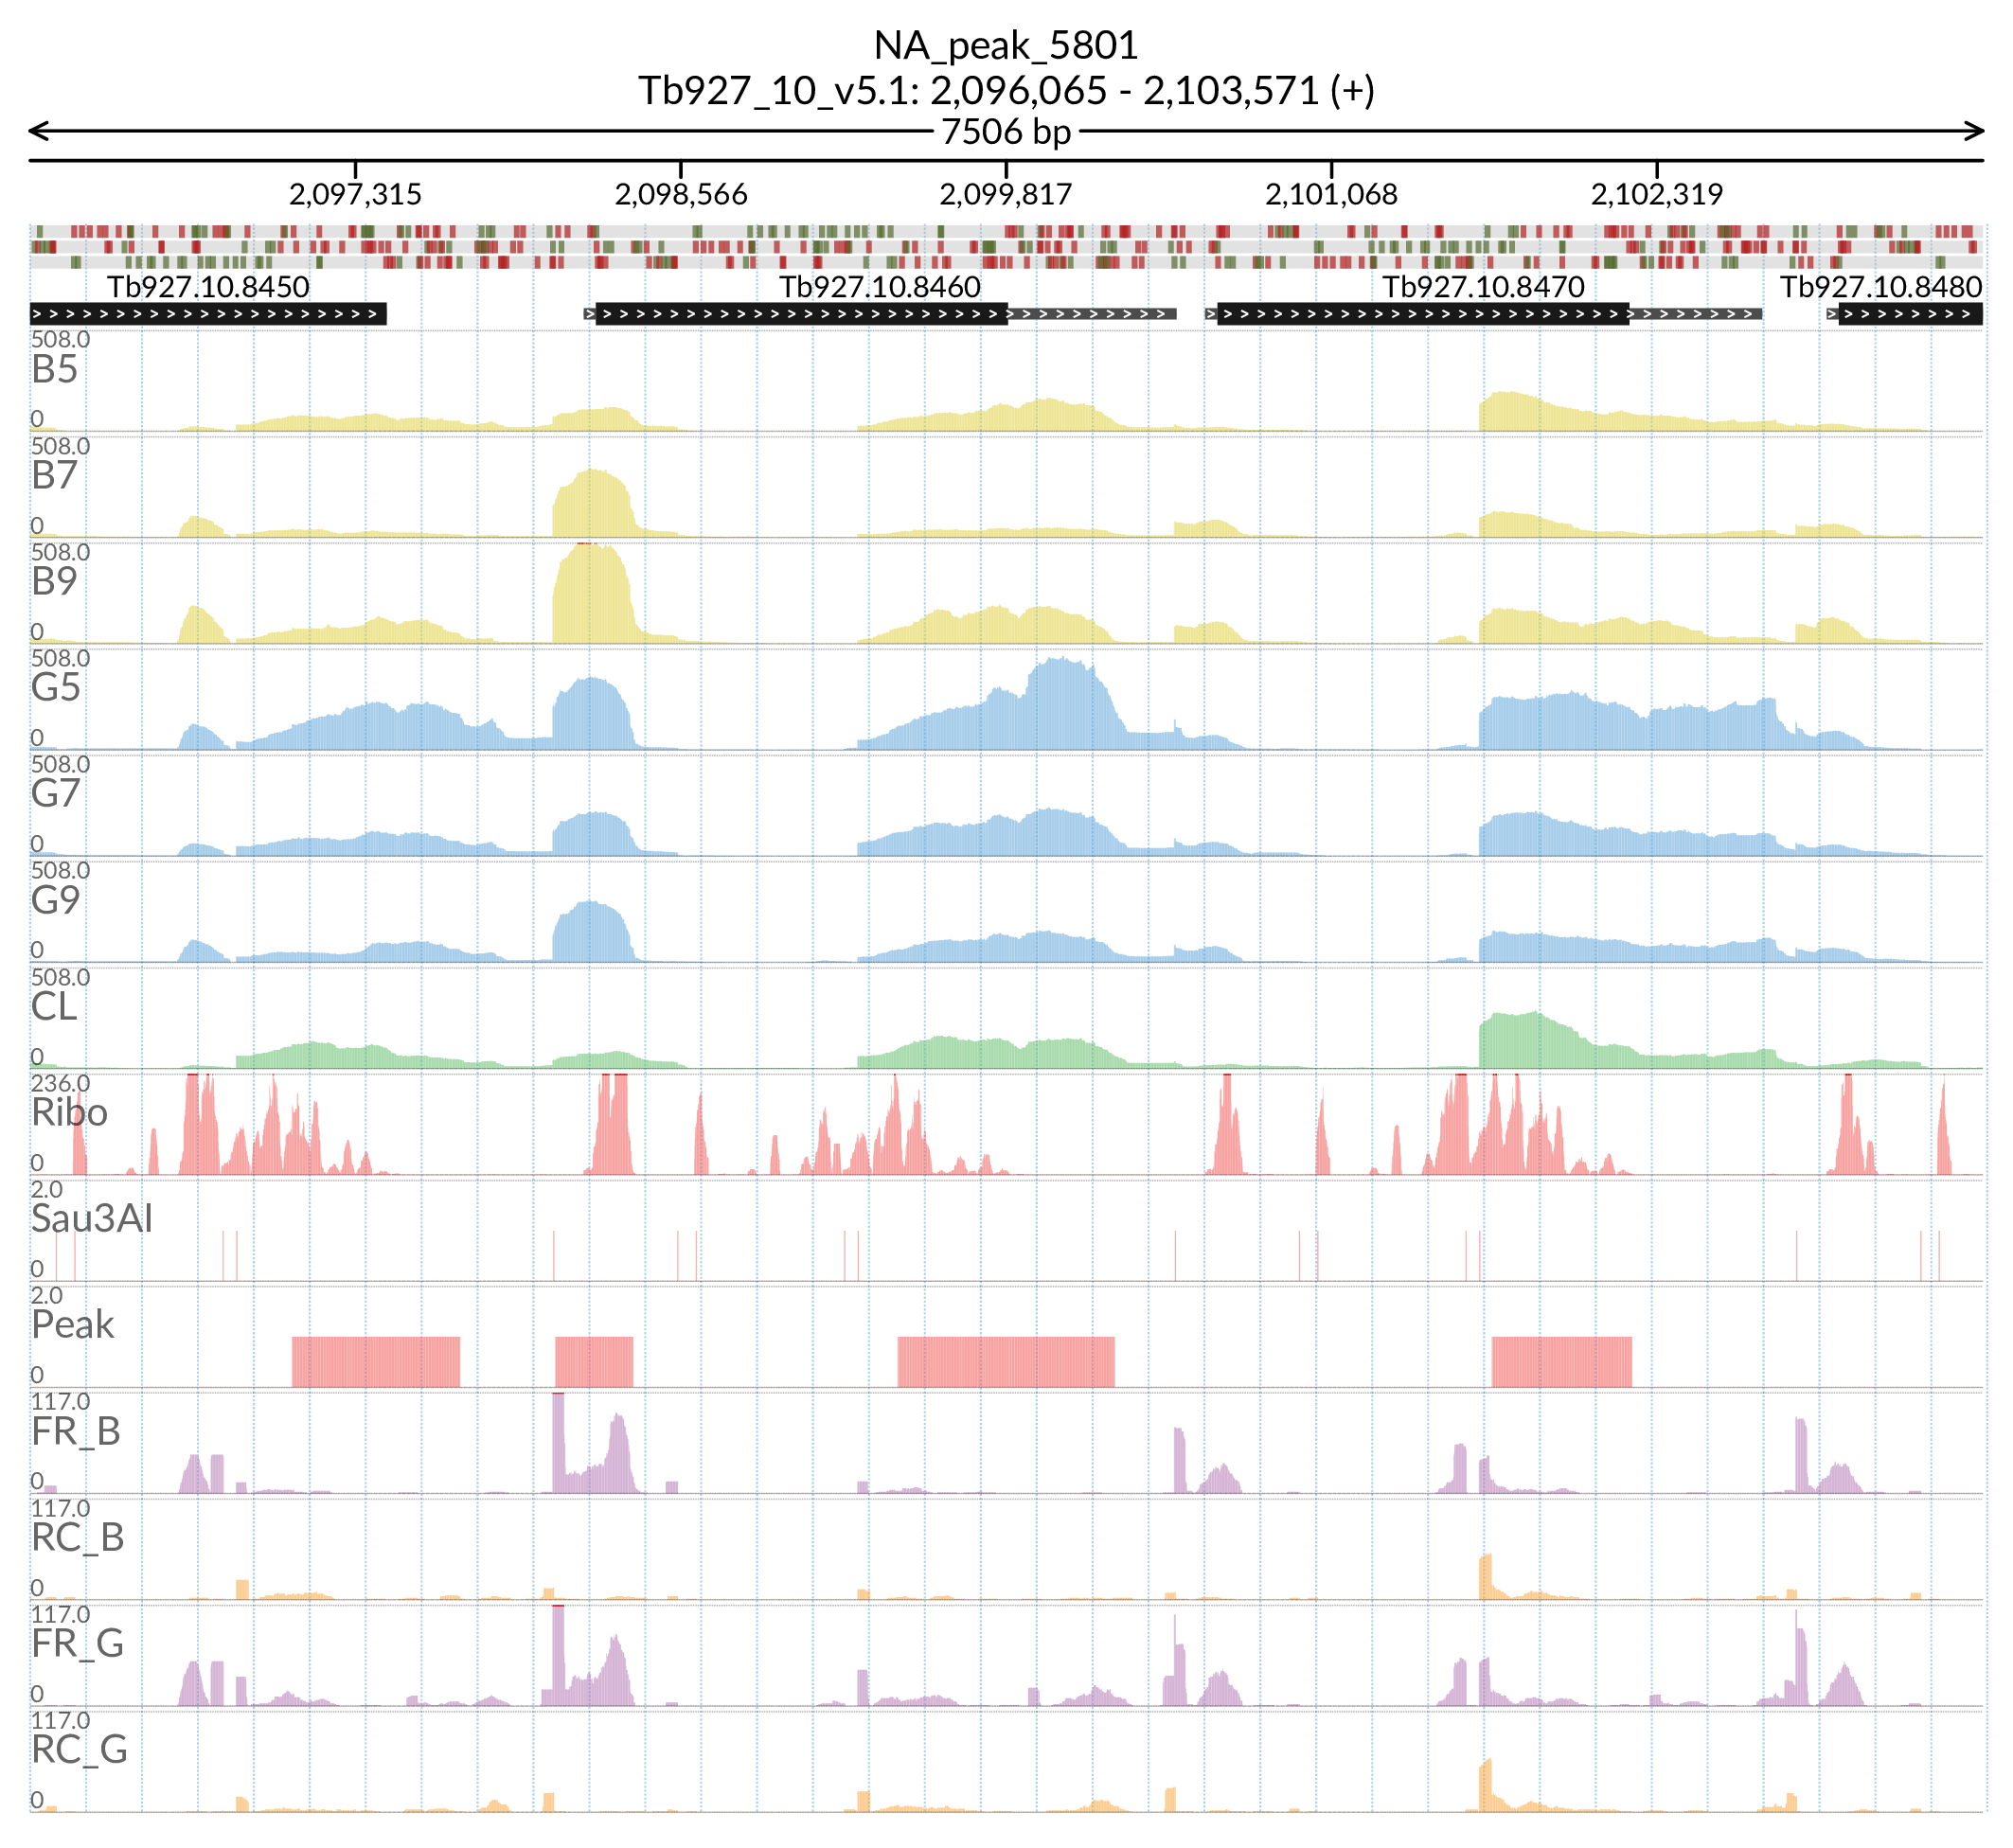 NA_peak_5801
Tb927_10_v5.1: 2,096,065 - 2,103,571 (+)
7506 bp
2,097,315 2,098,566 2,099,817 2,101,068 2,102,319
Tb927.10.8450 Tb927.10.8460 Tb927.10.8470 Tb927.10.8480
508.0
B5
0
508.0
B7
0
508.0
B9
0
508.0
G5
0
508.0
G7
0
508.0
G9
0
508.0
CL
0
236.0
Ribo
0
2.0
Sau3AI
0
2.0
Peak
0
117.0
FR_B
0
117.0
RC_B
0
117.0
FR_G
0
117.0
RC_G
0